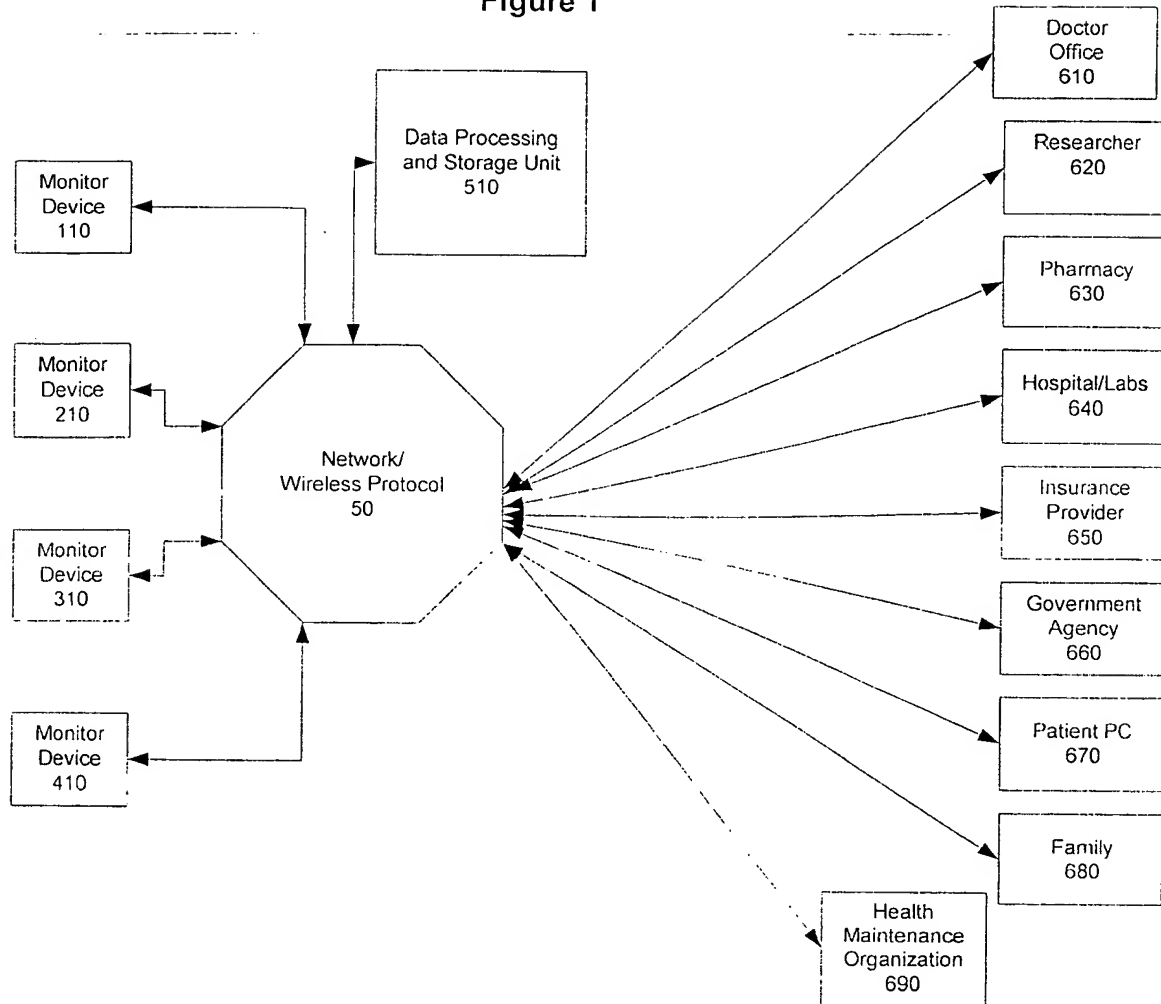 Figure 1
Doctor
Office
610
Data Processing
and Storage Unit
510
Researcher
620
Monitor
Device
110
Pharmacy
630
Monitor
Device
210
Hospital/Labs
640
Network/
Wireless Protocol
50
Insurance
Provider
650
Monitor
Device
310
Government
Agency
660
Monitor
Device
410
Patient PC
670
Family
680
Health
Maintenance
Organization
690